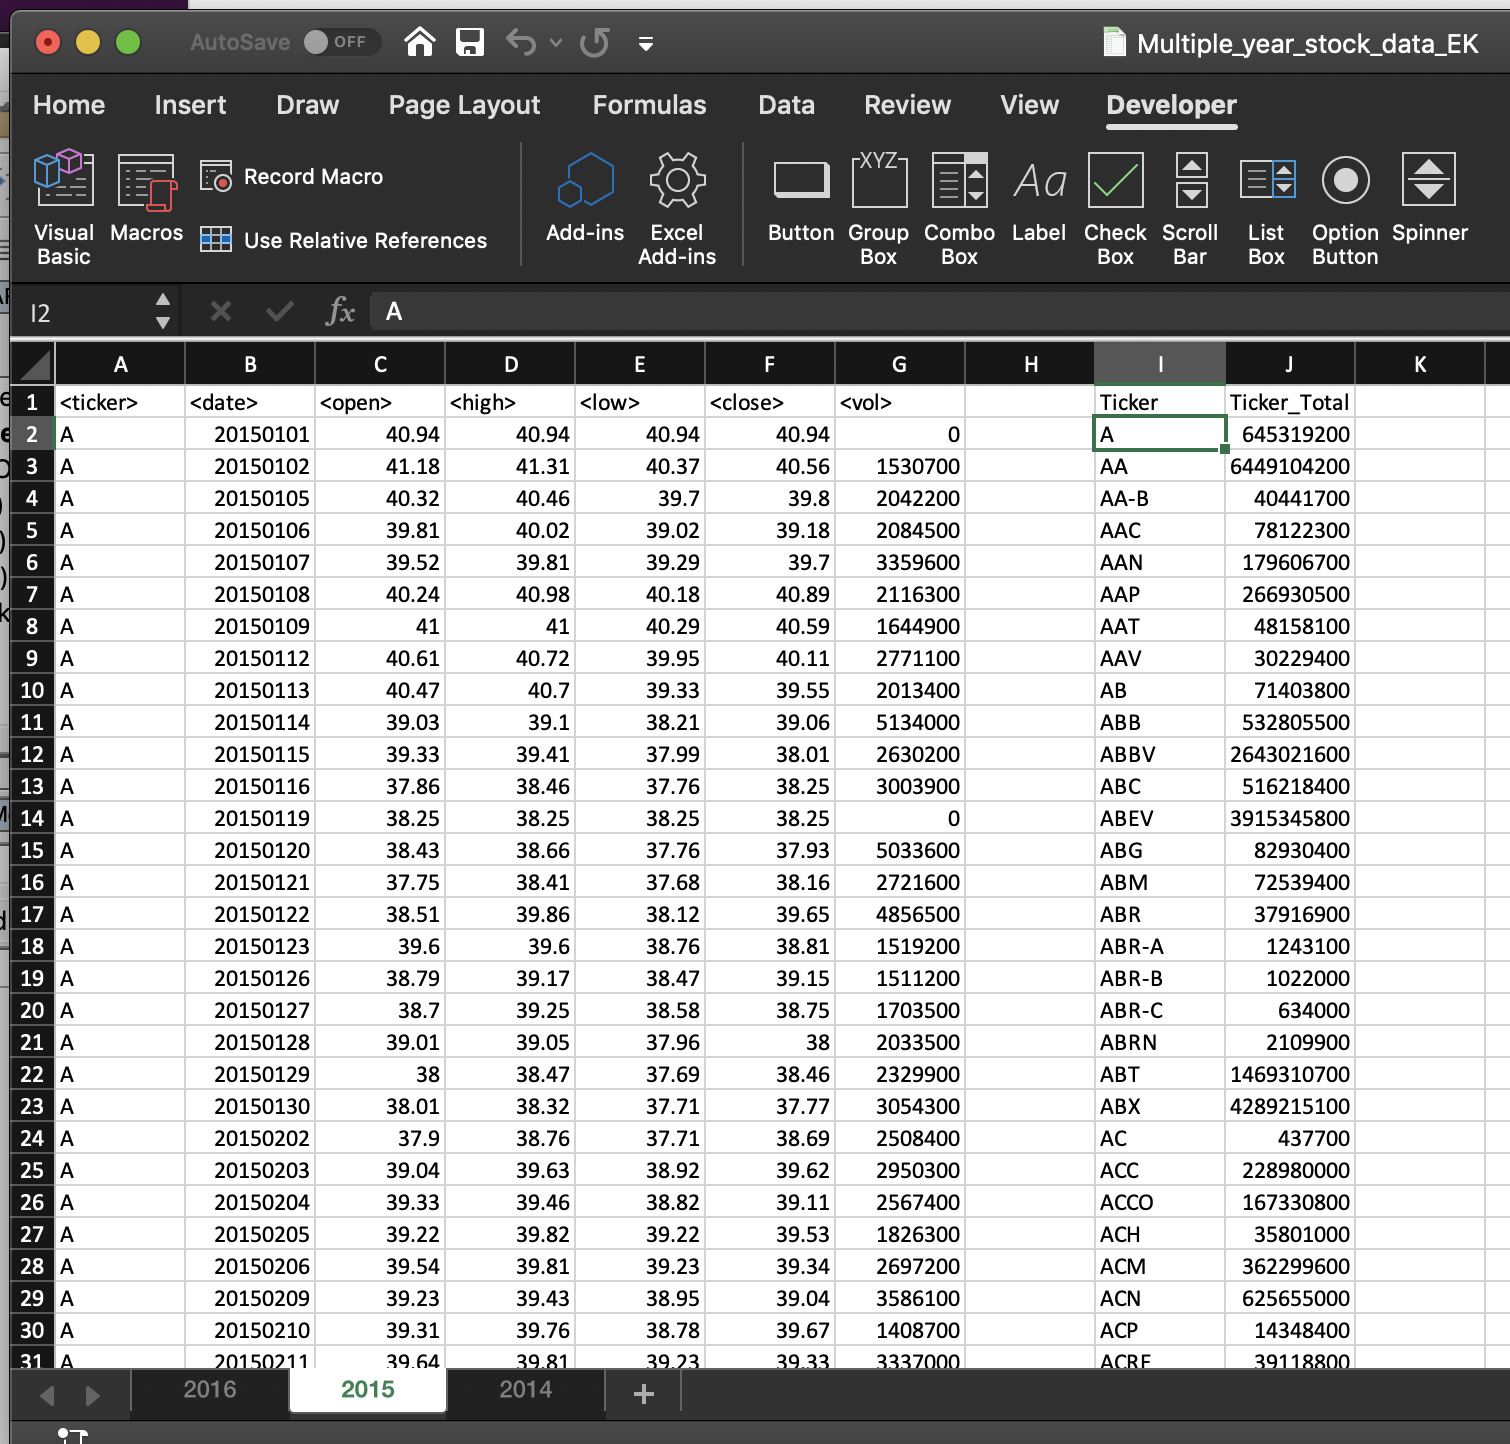 AutoSave OFF Multiple_year_stock_data_EK
Home Insert Draw Page Layout Formulas Data Review View Developer
Visual Basic Macros Record Macro Use Relative References Add-ins Excel Add-ins Button Group Box Combo Box Label Check Box Scroll Bar List Box Option Button Spinner
XYZ Aa
I2 fx A
A B C D E F G H I J K
1 <ticker> <date> <open> <high> <low> <close> <vol> Ticker Ticker_Total
2 A 20150101 40.94 40.94 40.94 40.94 0 A 645319200
3 A 20150102 41.18 41.31 40.37 40.56 1530700 AA 6449104200
4 A 20150105 40.32 40.46 39.7 39.8 2042200 AA-B 40441700
5 A 20150106 39.81 40.02 39.02 39.18 2084500 AAC 78122300
6 A 20150107 39.52 39.81 39.29 39.7 3359600 AAN 179606700
7 A 20150108 40.24 40.98 40.18 40.89 2116300 AAP 266930500
8 A 20150109 41 41 40.29 40.59 1644900 AAT 48158100
9 A 20150112 40.61 40.72 39.95 40.11 2771100 AAV 30229400
10 A 20150113 40.47 40.7 39.33 39.55 2013400 AB 71403800
11 A 20150114 39.03 39.1 38.21 39.06 5134000 ABB 532805500
12 A 20150115 39.33 39.41 37.99 38.01 2630200 ABBV 2643021600
13 A 20150116 37.86 38.46 37.76 38.25 3003900 ABC 516218400
14 A 20150119 38.25 38.25 38.25 38.25 0 ABEV 3915345800
15 A 20150120 38.43 38.66 37.76 37.93 5033600 ABG 82930400
16 A 20150121 37.75 38.41 37.68 38.16 2721600 ABM 72539400
17 A 20150122 38.51 39.86 38.12 39.65 4856500 ABR 37916900
18 A 20150123 39.6 39.6 38.76 38.81 1519200 ABR-A 1243100
19 A 20150126 38.79 39.17 38.47 39.15 1511200 ABR-B 1022000
20 A 20150127 38.7 39.25 38.58 38.75 1703500 ABR-C 634000
21 A 20150128 39.01 39.05 37.96 38 2033500 ABRN 2109900
22 A 20150129 38 38.47 37.69 38.46 2329900 ABT 1469310700
23 A 20150130 38.01 38.32 37.71 37.77 3054300 ABX 4289215100
24 A 20150202 37.9 38.76 37.71 38.69 2508400 AC 437700
25 A 20150203 39.04 39.63 38.92 39.62 2950300 ACC 228980000
26 A 20150204 39.33 39.46 38.82 39.11 2567400 ACCO 167330800
27 A 20150205 39.22 39.82 39.22 39.53 1826300 ACH 35801000
28 A 20150206 39.54 39.81 39.23 39.34 2697200 ACM 362299600
29 A 20150209 39.23 39.43 38.95 39.04 3586100 ACN 625655000
30 A 20150210 39.31 39.76 38.78 39.67 1408700 ACP 14348400
31 A 20150211 39.64 39.81 39.23 39.33 3337000 ACRE 39118800
2016 2015 2014 +